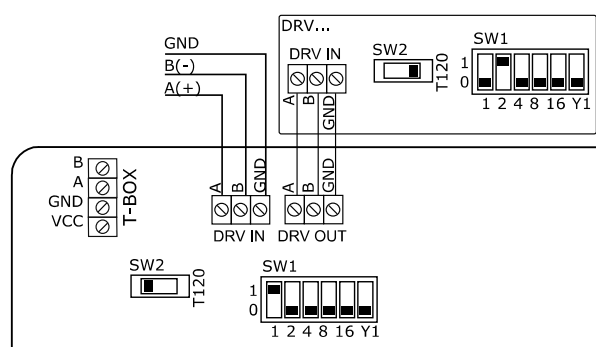 DRV...
DRV IN
SW2
T120
SW1
1
0
1 2 4 8 16 Y1
A
B
GND
GND
B(-)
A(+)
A
B
GND
A
B
GND
B
A
GND
VCC
T-BOX
DRV IN
DRV OUT
SW2
T120
SW1
1
0
1 2 4 8 16 Y1